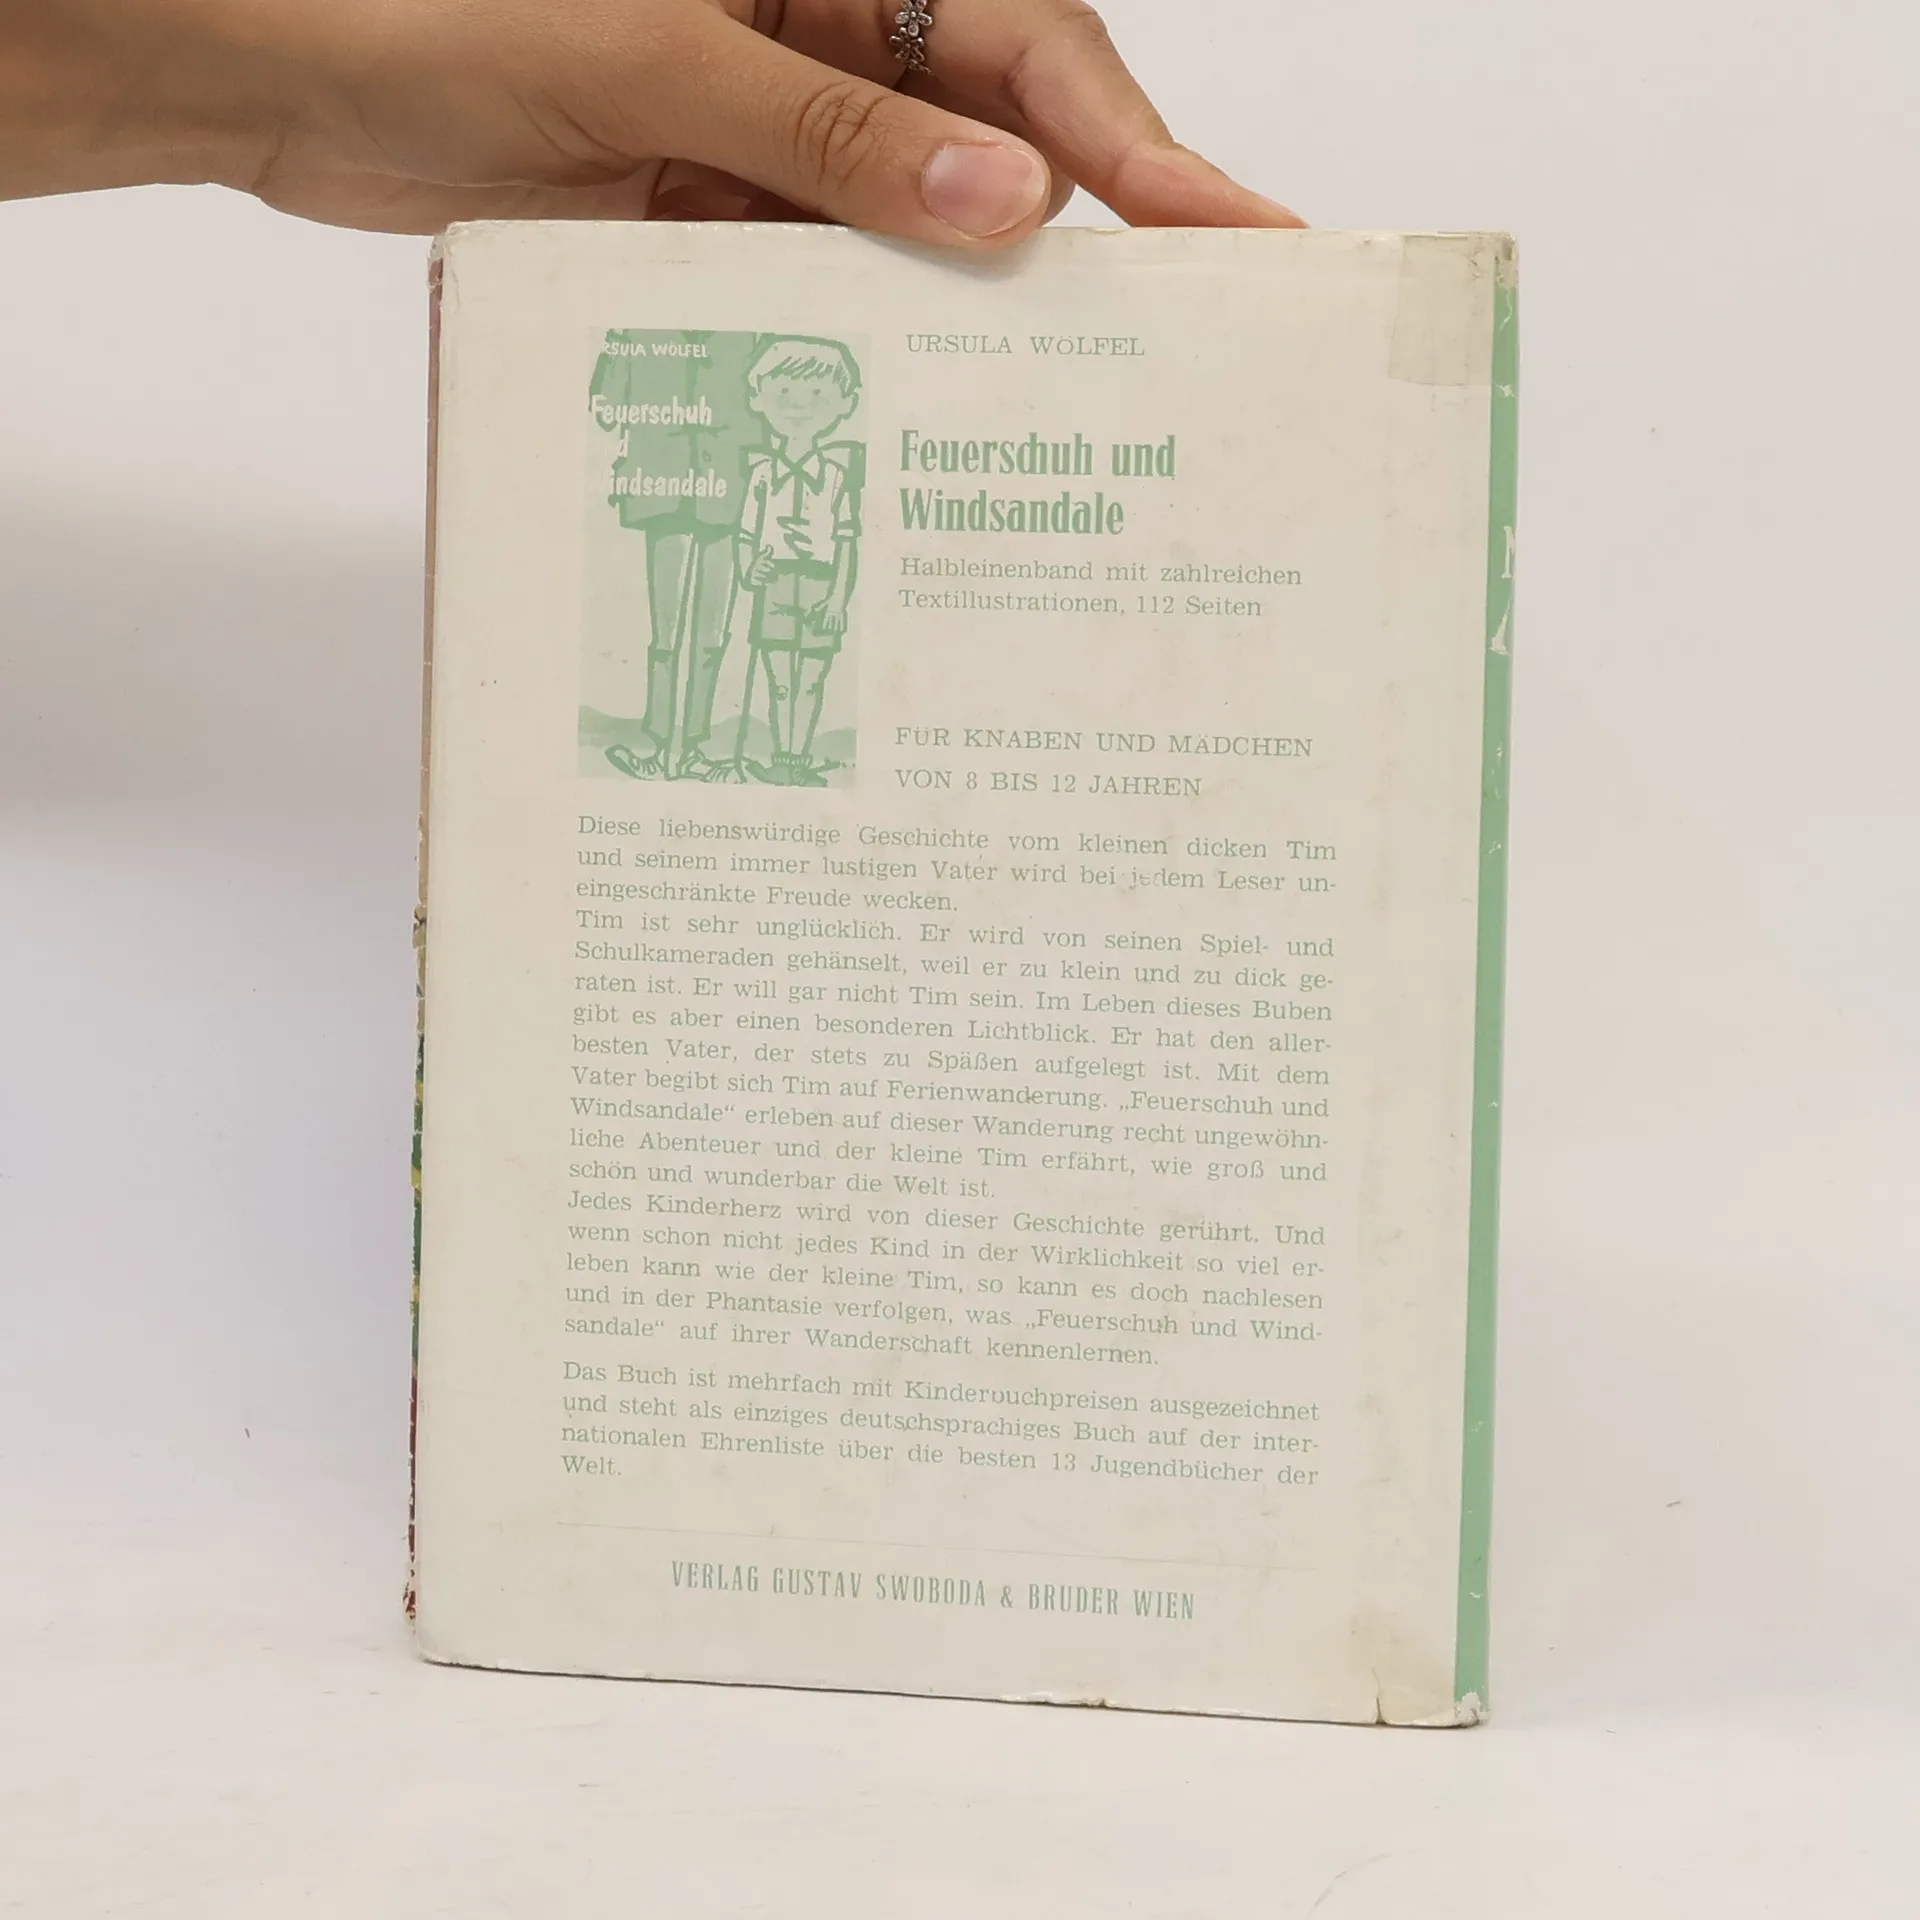 RSULA WÖLFEL
Feuerschuh
d
indsandale
URSULA WÖLFEL
Feuerschuh und
Windsandale
Halbleinenband mit zahlreichen
Textillustrationen, 112 Seiten
FÜR KNABEN UND MÄDCHEN
VON 8 BIS 12 JAHREN
Diese liebenswürdige Geschichte vom kleinen dicken Tim
und seinem immer lustigen Vater wird bei jedem Leser un-
eingeschränkte Freude wecken.
Tim ist sehr unglücklich. Er wird von seinen Spiel- und
Schulkameraden gehänselt, weil er zu klein und zu dick ge-
raten ist. Er will gar nicht Tim sein. Im Leben dieses Buben
gibt es aber einen besonderen Lichtblick. Er hat den aller-
besten Vater, der stets zu Späßen aufgelegt ist. Mit dem
Vater begibt sich Tim auf Ferienwanderung. „Feuerschuh und
Windsandale“ erleben auf dieser Wanderung recht ungewöhn-
liche Abenteuer und der kleine Tim erfährt, wie groß und
schön und wunderbar die Welt ist.
Jedes Kinderherz wird von dieser Geschichte gerührt. Und
wenn schon nicht jedes Kind in der Wirklichkeit so viel er-
leben kann wie der kleine Tim, so kann es doch nachlesen
und in der Phantasie verfolgen, was „Feuerschuh und Wind-
sandale“ auf ihrer Wanderschaft kennenlernen.
Das Buch ist mehrfach mit Kinderbuchpreisen ausgezeichnet
und steht als einziges deutschsprachiges Buch auf der inter-
nationalen Ehrenliste über die besten 13 Jugendbücher der
Welt.
VERLAG GUSTAV SWOBODA & BRUDER WIEN